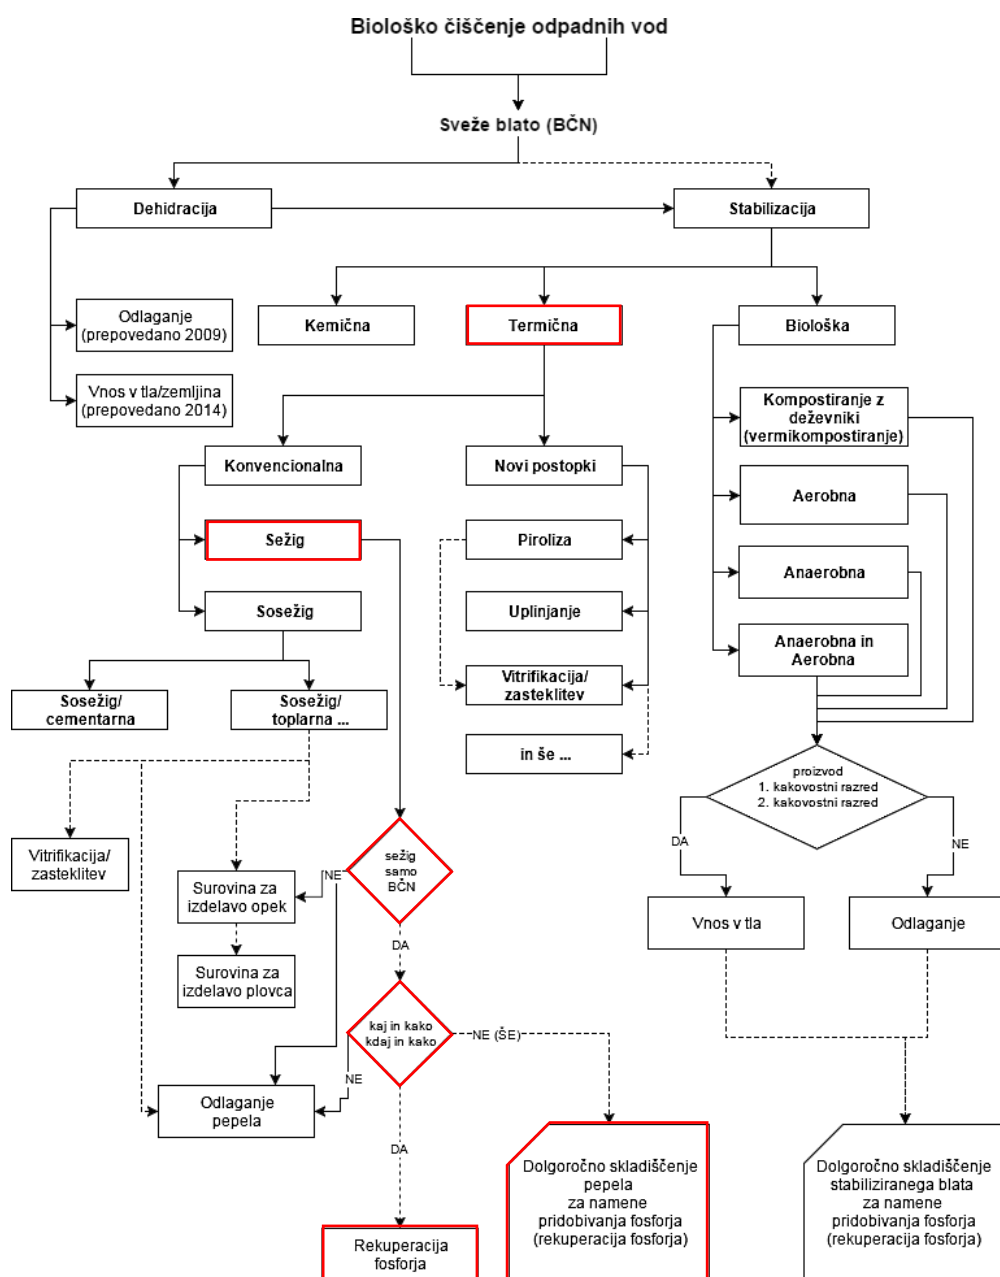 Biološko čiščenje odpadnih vod
Sveže blato (BČN)
Dehidracija
Stabilizacija
Odlaganje
(prepovedano 2009)
Kemična
Termična
Biološka
Vnos v tla/zemljina
(prepovedano 2014)
Kompostiranje z
deževniki
(vermikompostiranje)
Konvencionalna
Novi postopki
Aerobna
Sežig
Piroliza
Anaerobna
Sosežig
Uplinjanje
Anaerobna in
Aerobna
Sosežig/
cementarna
Sosežig/
toplarna ...
Vitrifikacija/
zasteklitev
in še ...
proizvod
1. kakovostni razred
2. kakovostni razred
DA
NE
Vitrifikacija/
zasteklitev
Surovina za
izdelavo opek
NE
sežig
samo
BČN
Vnos v tla
Odlaganje
DA
Surovina za
izdelavo plovca
kaj in kako
kdaj in kako
NE (ŠE)
NE
Odlaganje
pepela
DA
Dolgoročno skladiščenje
pepela
za namene
pridobivanja fosforja
(rekuperacija fosforja)
Dolgoročno skladiščenje
stabiliziranega blata
za namene
pridobivanja fosforja
(rekuperacija fosforja)
Rekuperacija
fosforja